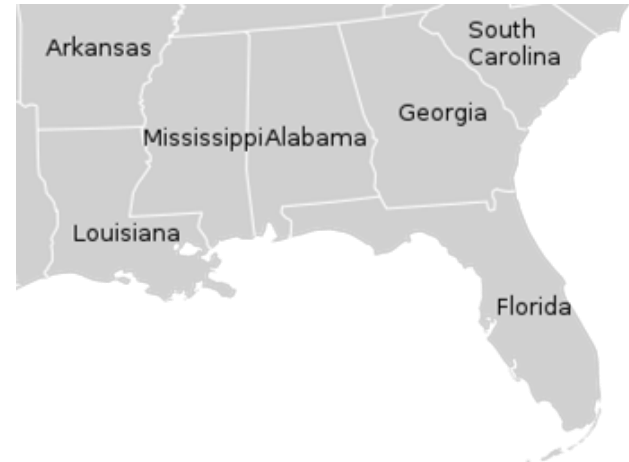 Arkansas
South
Carolina
Georgia
Mississippi
Alabama
Louisiana
Florida